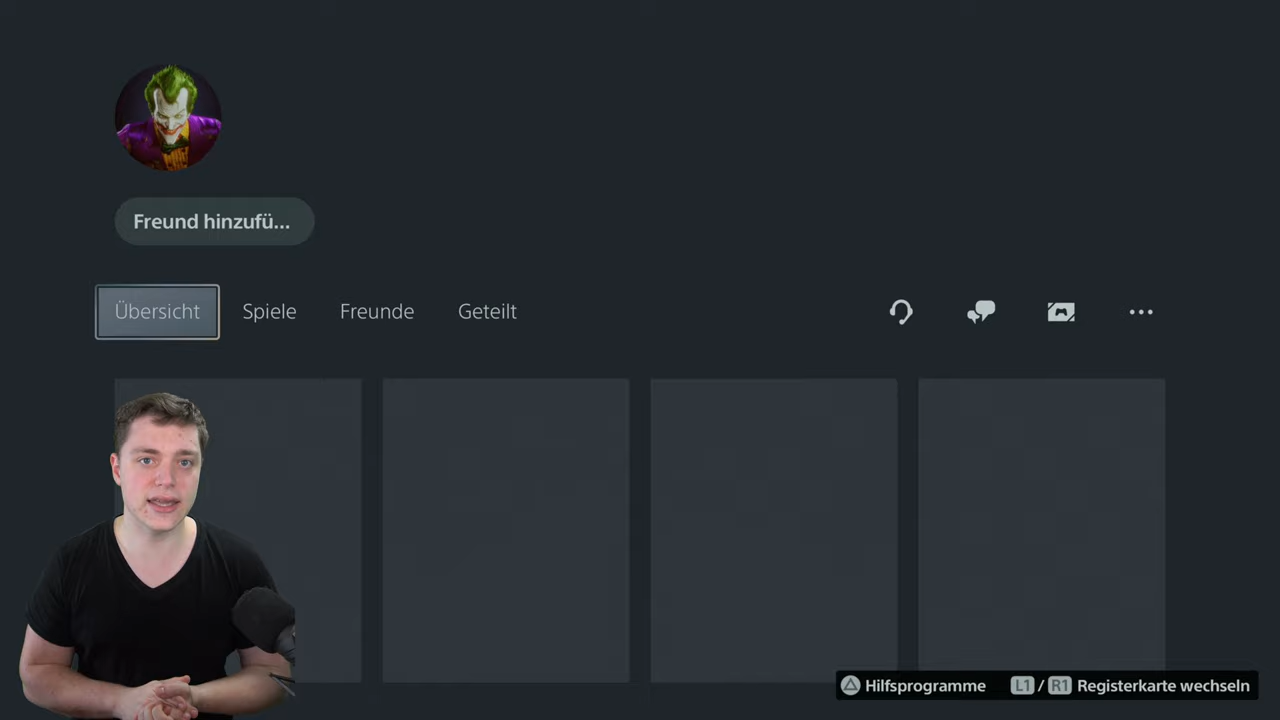 Freund hinzufü...
Übersicht
Spiele
Freunde
Geteilt
Hilfsprogramme
L1 / R1 Registerkarte wechseln